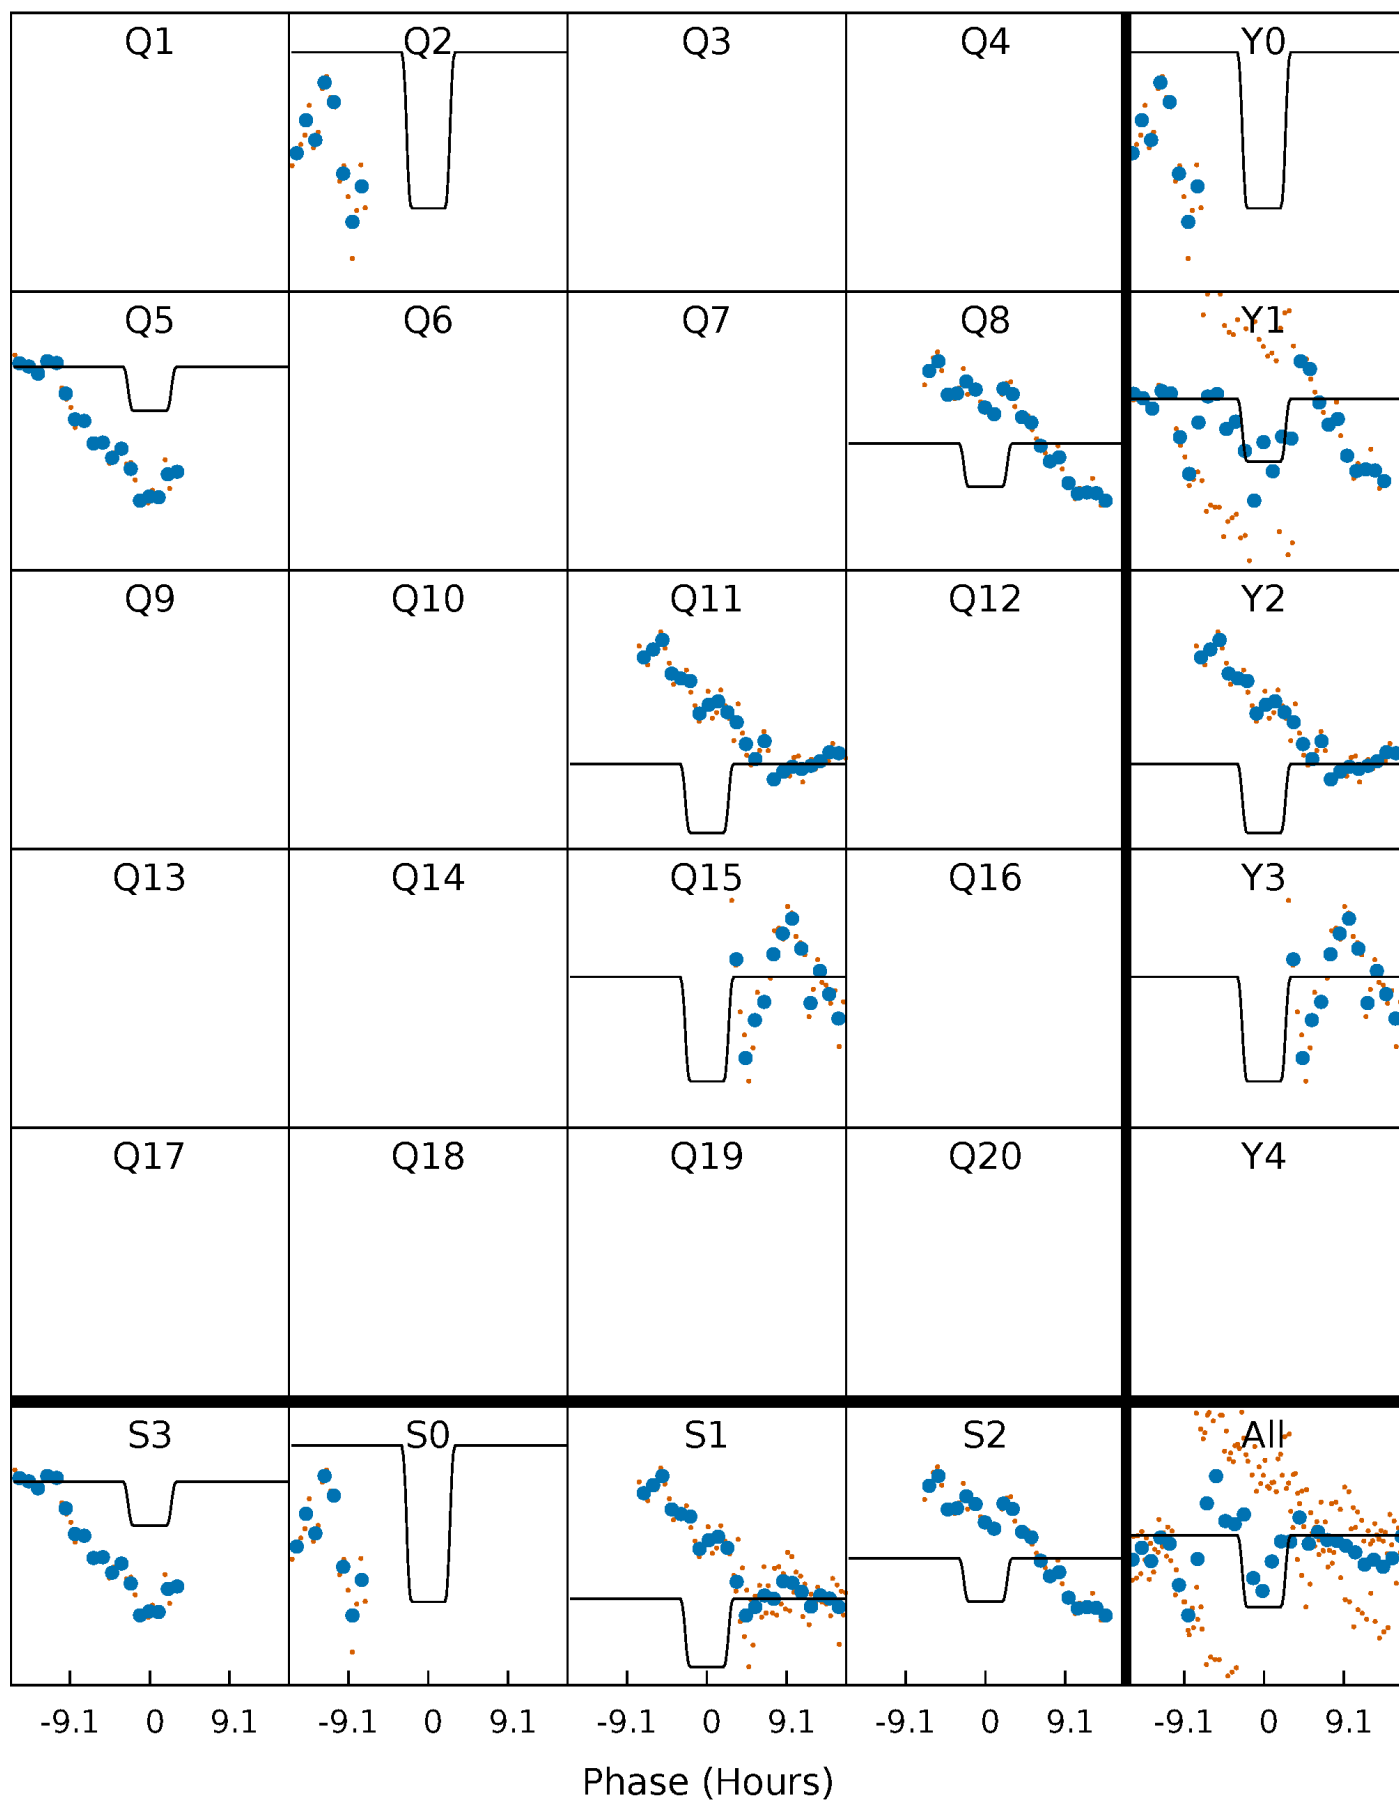 Q1 Q2 Q3 Q4 Y0
Q5 Q6 Q7 Q8 Y1
Q9 Q10 Q11 Q12 Y2
Q13 Q14 Q15 Q16 Y3
Q17 Q18 Q19 Q20 Y4
S3 S0 S1 S2 All
-9.1 0 9.1 -9.1 0 9.1 -9.1 0 9.1 -9.1 0 9.1 -9.1 0 9.1
Phase (Hours)